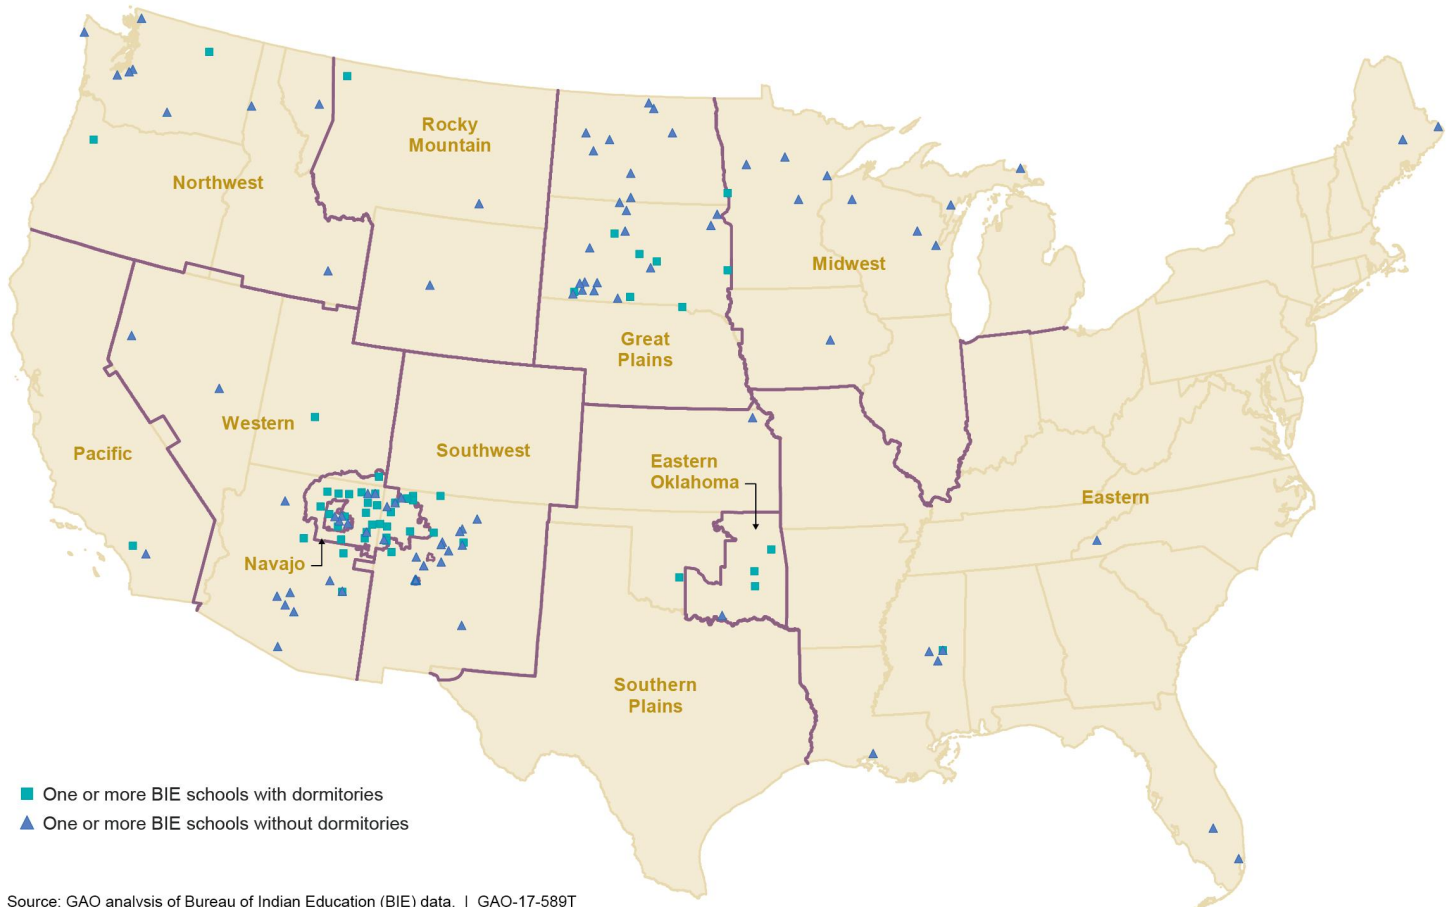 Rocky
Mountain
Northwest
Midwest
Great
Plains
Western
Pacific
Southwest
Eastern
Oklahoma
Eastern
Navajo
Southern
Plains
One or more BIE schools with dormitories
One or more BIE schools without dormitories
Source: GAO analysis of Bureau of Indian Education (BIE) data. | GAO-17-589T